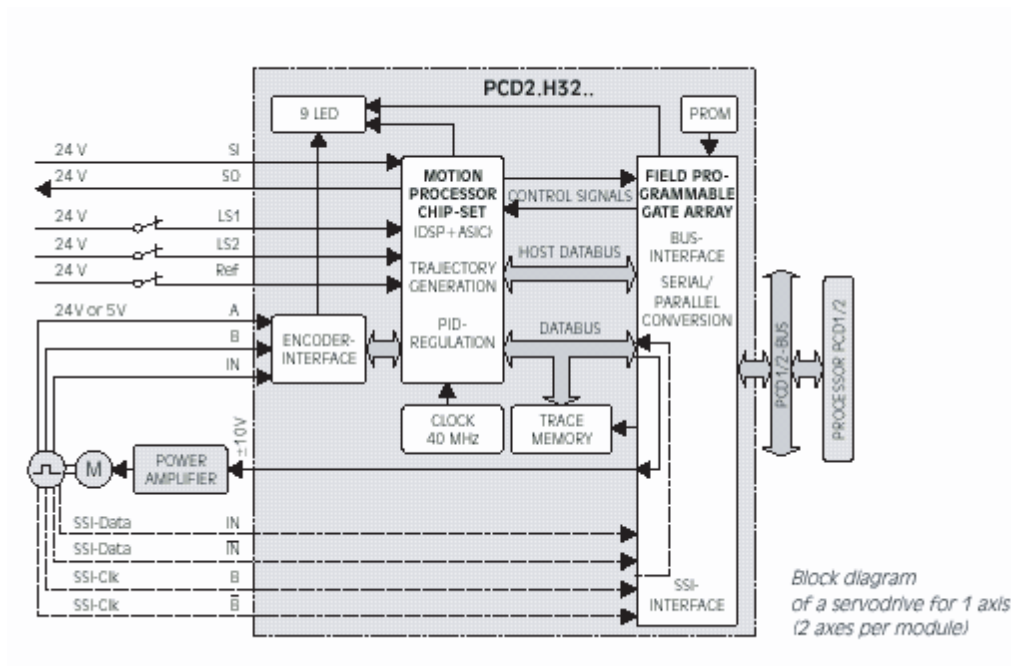 PCD2.H32..
9 LED
PROM
24 V SI
24 V SO
24 V LS1
24 V LS2
24 V Ref
24V or 5V A
B
IN
MOTION
PROCESSOR
CHIP-SET
(DSP+ASIC)
TRAJECTORY
GENERATION
PID-
REGULATION
CONTROL SIGNALS
HOST DATABUS
DATABUS
FIELD PRO-
GRAMMABLE
GATE ARRAY
BUS-
INTERFACE
SERIAL/
PARALLEL
CONVERSION
SSI-
INTERFACE
ENCODER-
INTERFACE
CLOCK
40 MHz
TRACE
MEMORY
PCD1/2-BUS
PROCESSOR PCD1/2
±10V
M
POWER
AMPLIFIER
SSI-Data IN
SSI-Data I̅N̅
SSI-Clk B
SSI-Clk B̅
Block diagram
of a servodrive for 1 axis
(2 axes per module)